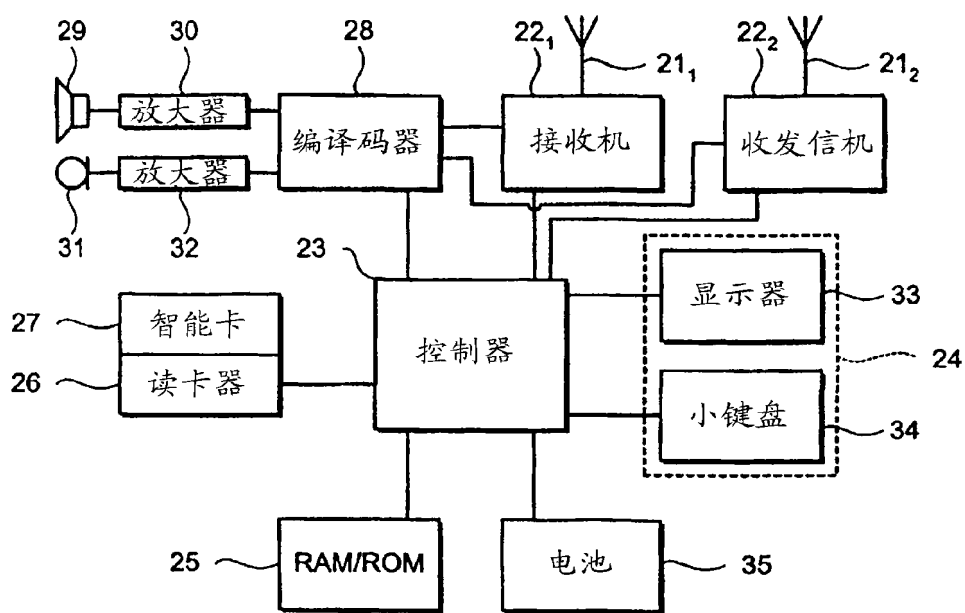 29
30
28
22₁
21₁
22₂
21₂
放大器
编译码器
接收机
收发信机
放大器
31
32
23
27
智能卡
26
读卡器
控制器
显示器
33
24
小键盘
34
25
RAM/ROM
电池
35